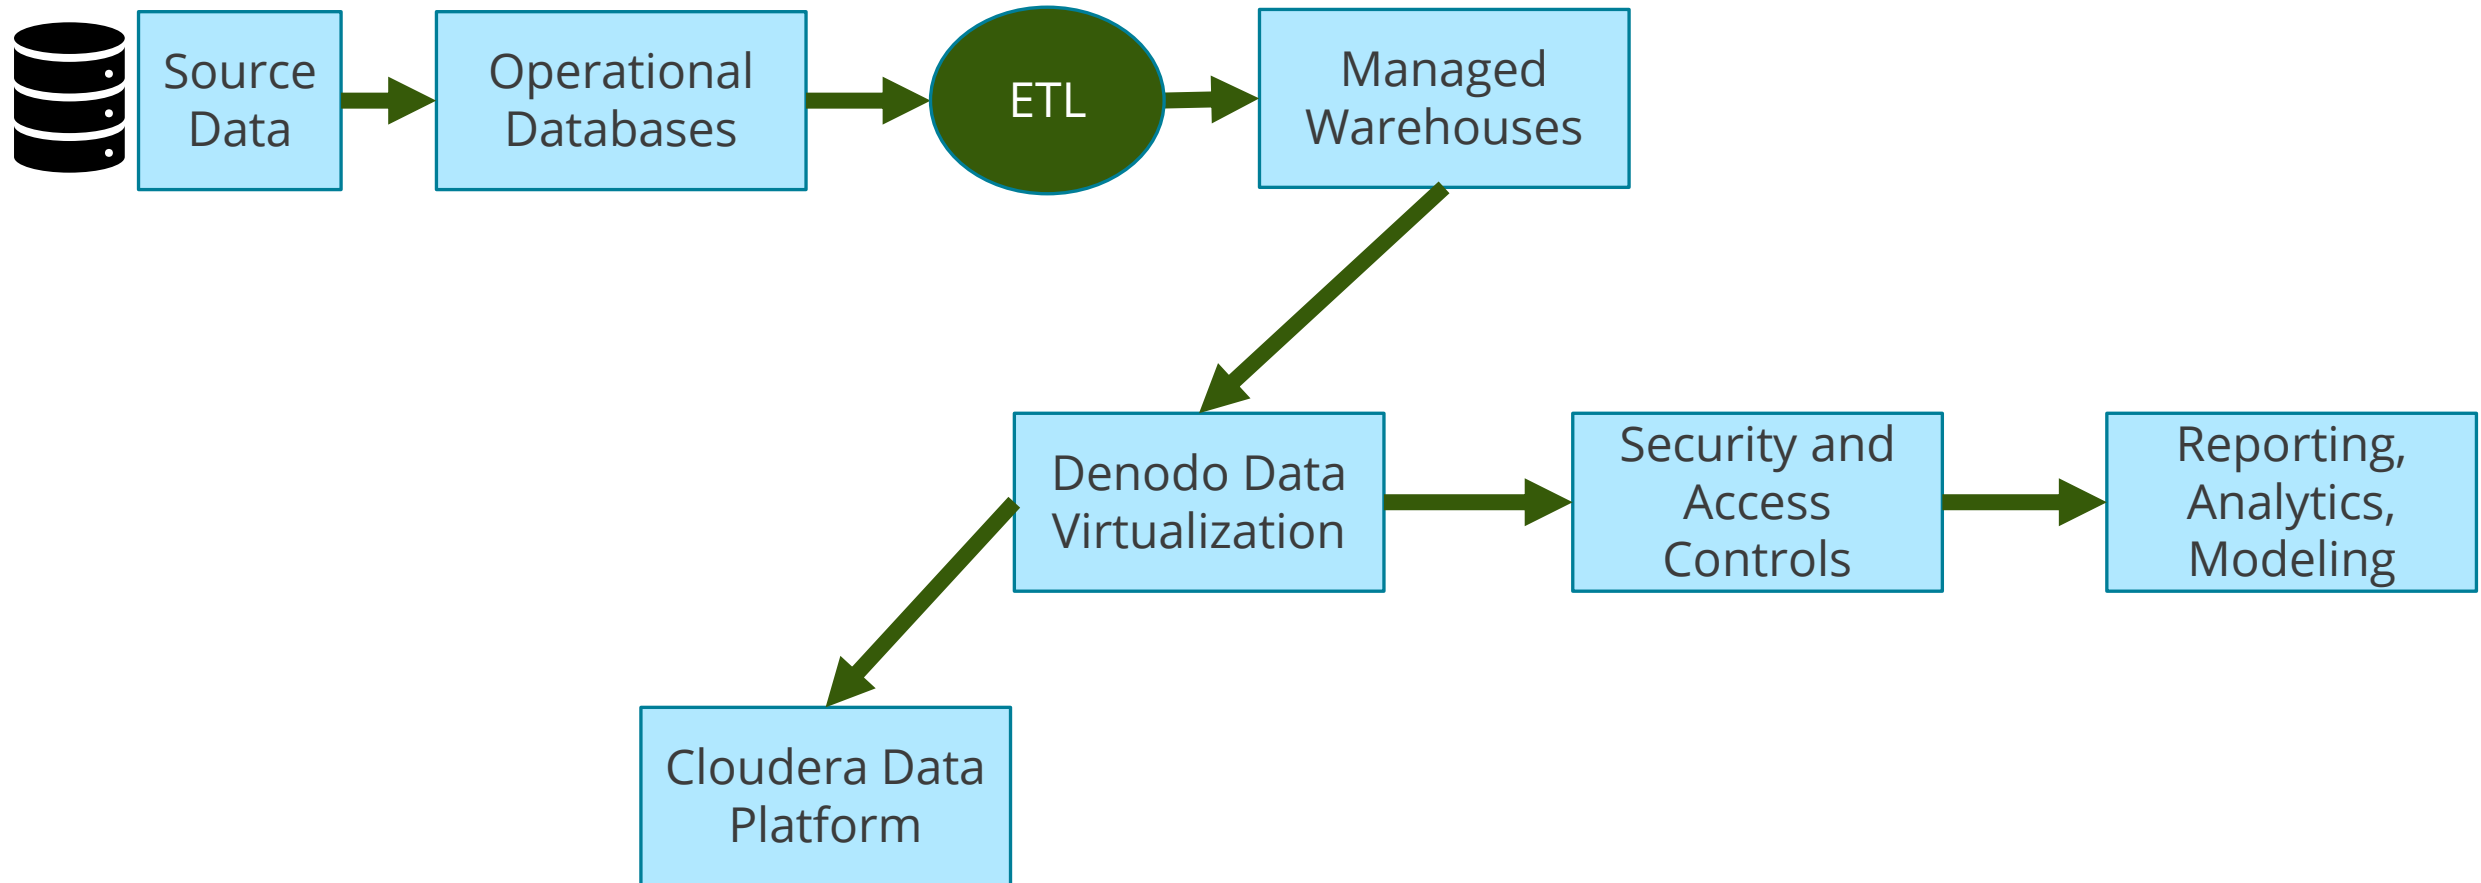 Source
Data
Operational
Databases
ETL
Managed
Warehouses
Denodo Data
Virtualization
Security and
Access
Controls
Reporting,
Analytics,
Modeling
Cloudera Data
Platform